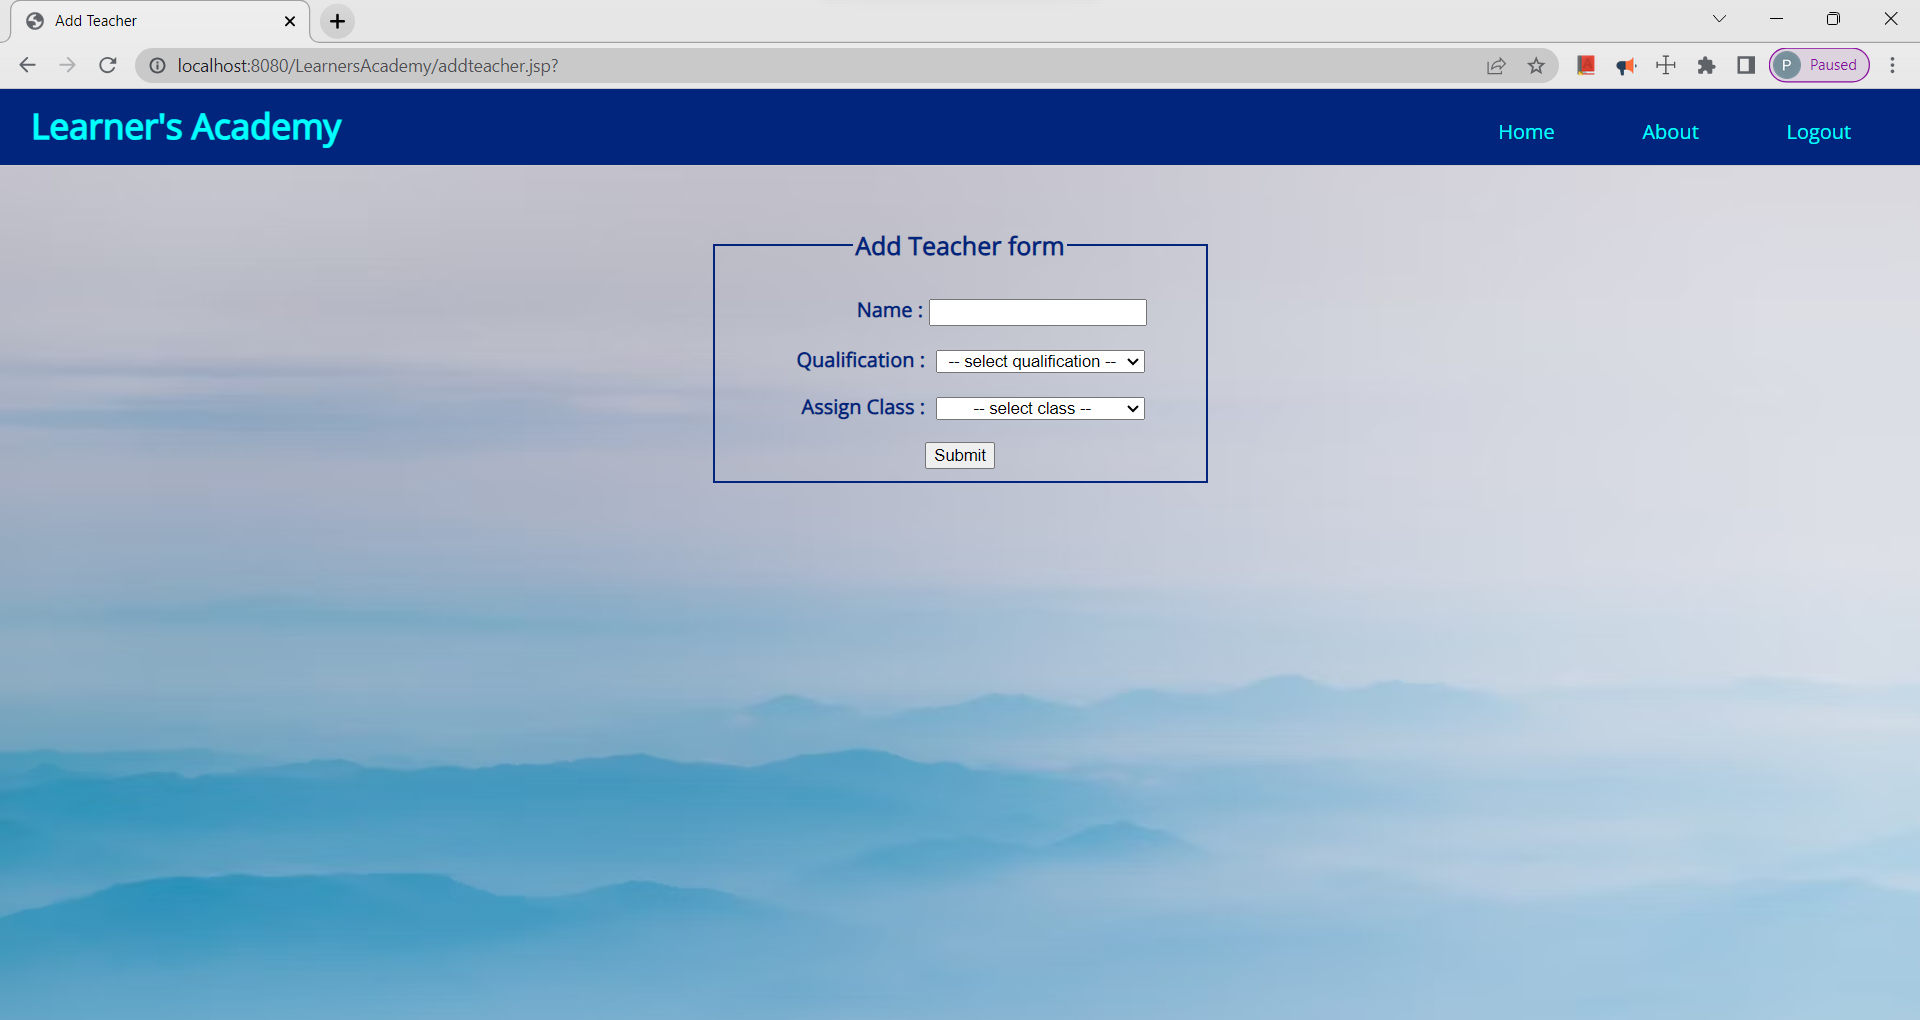 Add Teacher
localhost:8080/LearnersAcademy/addteacher.jsp?
P Paused
Learner's Academy
Home About Logout
Add Teacher form
Name :
Qualification : -- select qualification --
Assign Class : -- select class --
Submit